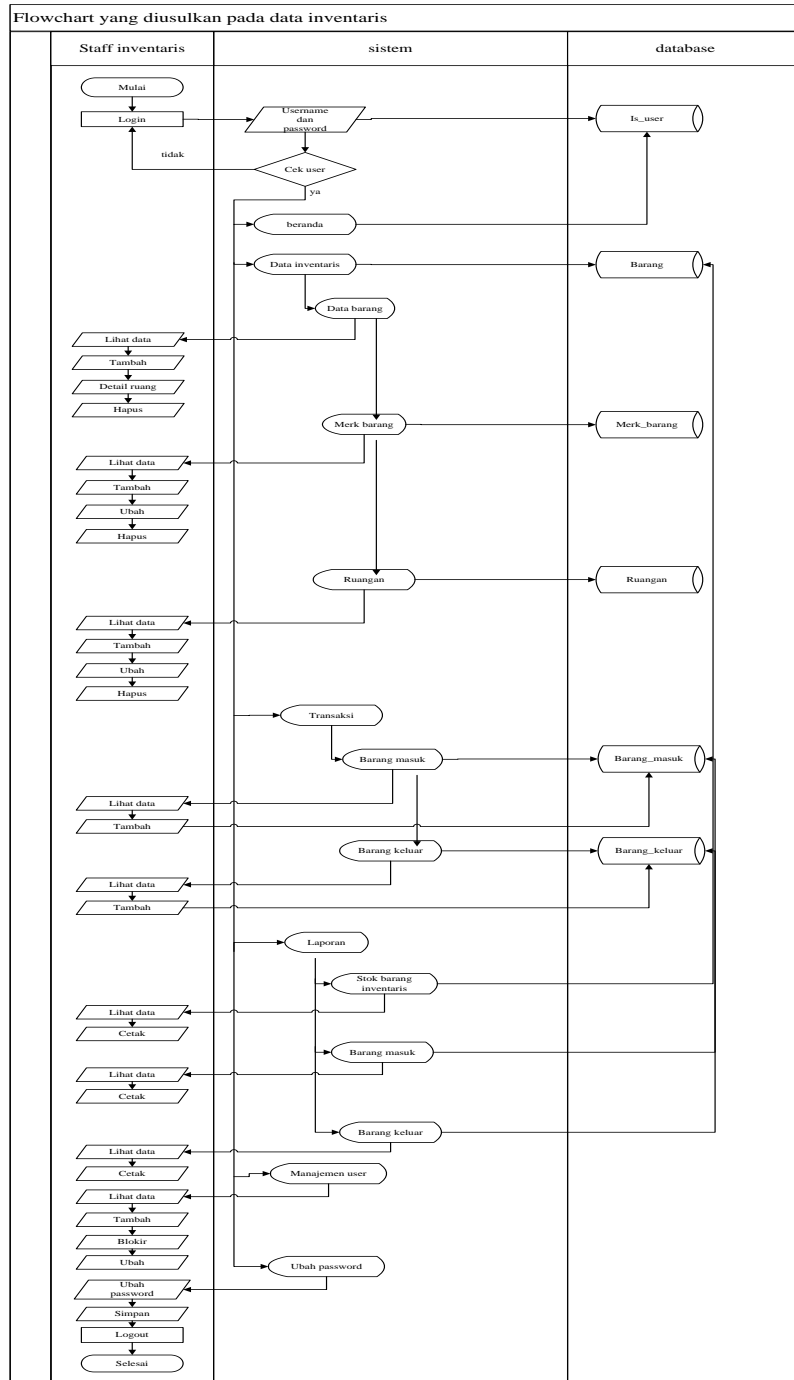 Flowchart yang diusulkan pada data inventaris
Staff inventaris
sistem
database
Mulai
Login
Username
dan
password
Is_user
tidak
Cek user
ya
beranda
Data inventaris
Barang
Data barang
Lihat data
Tambah
Detail ruang
Hapus
Merk barang
Merk_barang
Lihat data
Tambah
Ubah
Hapus
Ruangan
Ruangan
Lihat data
Tambah
Ubah
Hapus
Transaksi
Barang masuk
Barang_masuk
Lihat data
Tambah
Barang keluar
Barang_keluar
Lihat data
Tambah
Laporan
Stok barang
inventaris
Lihat data
Cetak
Barang masuk
Lihat data
Cetak
Barang keluar
Lihat data
Cetak
Manajemen user
Lihat data
Tambah
Blokir
Ubah
Ubah password
Ubah
password
Simpan
Logout
Selesai